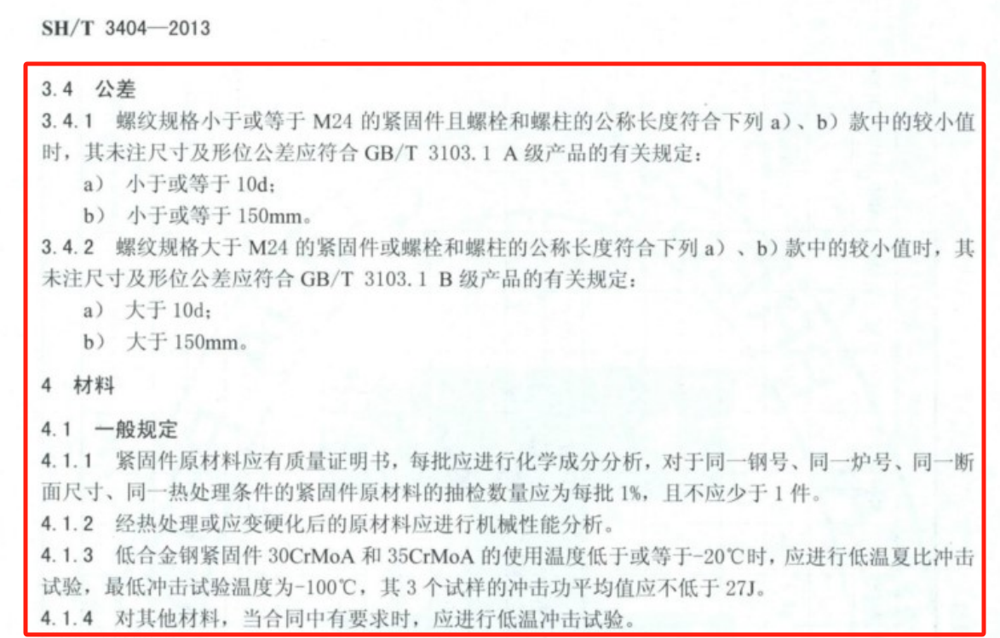 SH/T 3404—2013
3.4 公差
3.4.1 螺纹规格小于或等于 M24 的紧固件且螺栓和螺柱的公称长度符合下列 a）、b）款中的较小值
时，其未注尺寸及形位公差应符合 GB/T 3103.1 A 级产品的有关规定：
a） 小于或等于 10d；
b） 小于或等于 150mm。
3.4.2 螺纹规格大于 M24 的紧固件或螺栓和螺柱的公称长度符合下列 a）、b）款中的较小值时，其
未注尺寸及形位公差应符合 GB/T 3103.1 B 级产品的有关规定：
a） 大于 10d；
b） 大于 150mm。
4 材料
4.1 一般规定
4.1.1 紧固件原材料应有质量证明书，每批应进行化学成分分析，对于同一钢号、同一炉号、同一断
面尺寸、同一热处理条件的紧固件原材料的抽检数量应为每批 1%，且不应少于 1 件。
4.1.2 经热处理或应变硬化后的原材料应进行机械性能分析。
4.1.3 低合金钢紧固件 30CrMoA 和 35CrMoA 的使用温度低于或等于-20℃时，应进行低温夏比冲击
试验，最低冲击试验温度为-100℃，其 3 个试样的冲击功平均值应不低于 27J。
4.1.4 对其他材料，当合同中有要求时，应进行低温冲击试验。